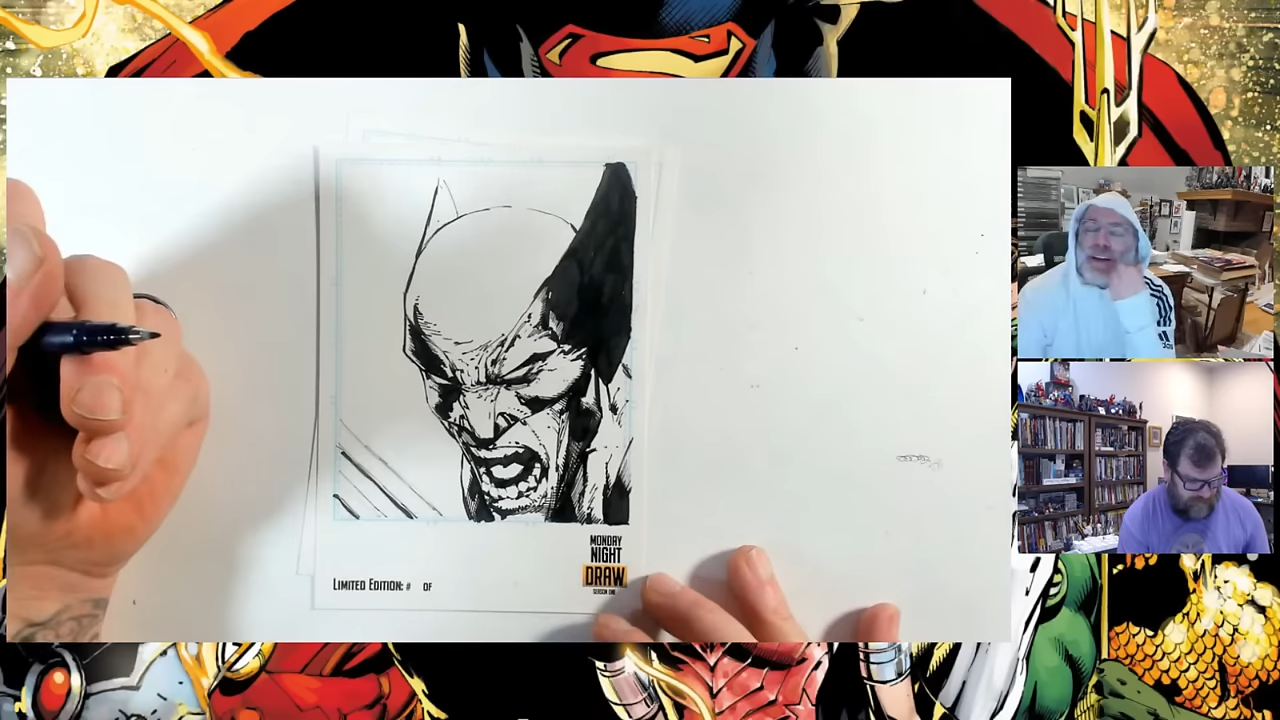 MONDAY
NIGHT
DRAW
SEASON ONE
LIMITED EDITION: # OF